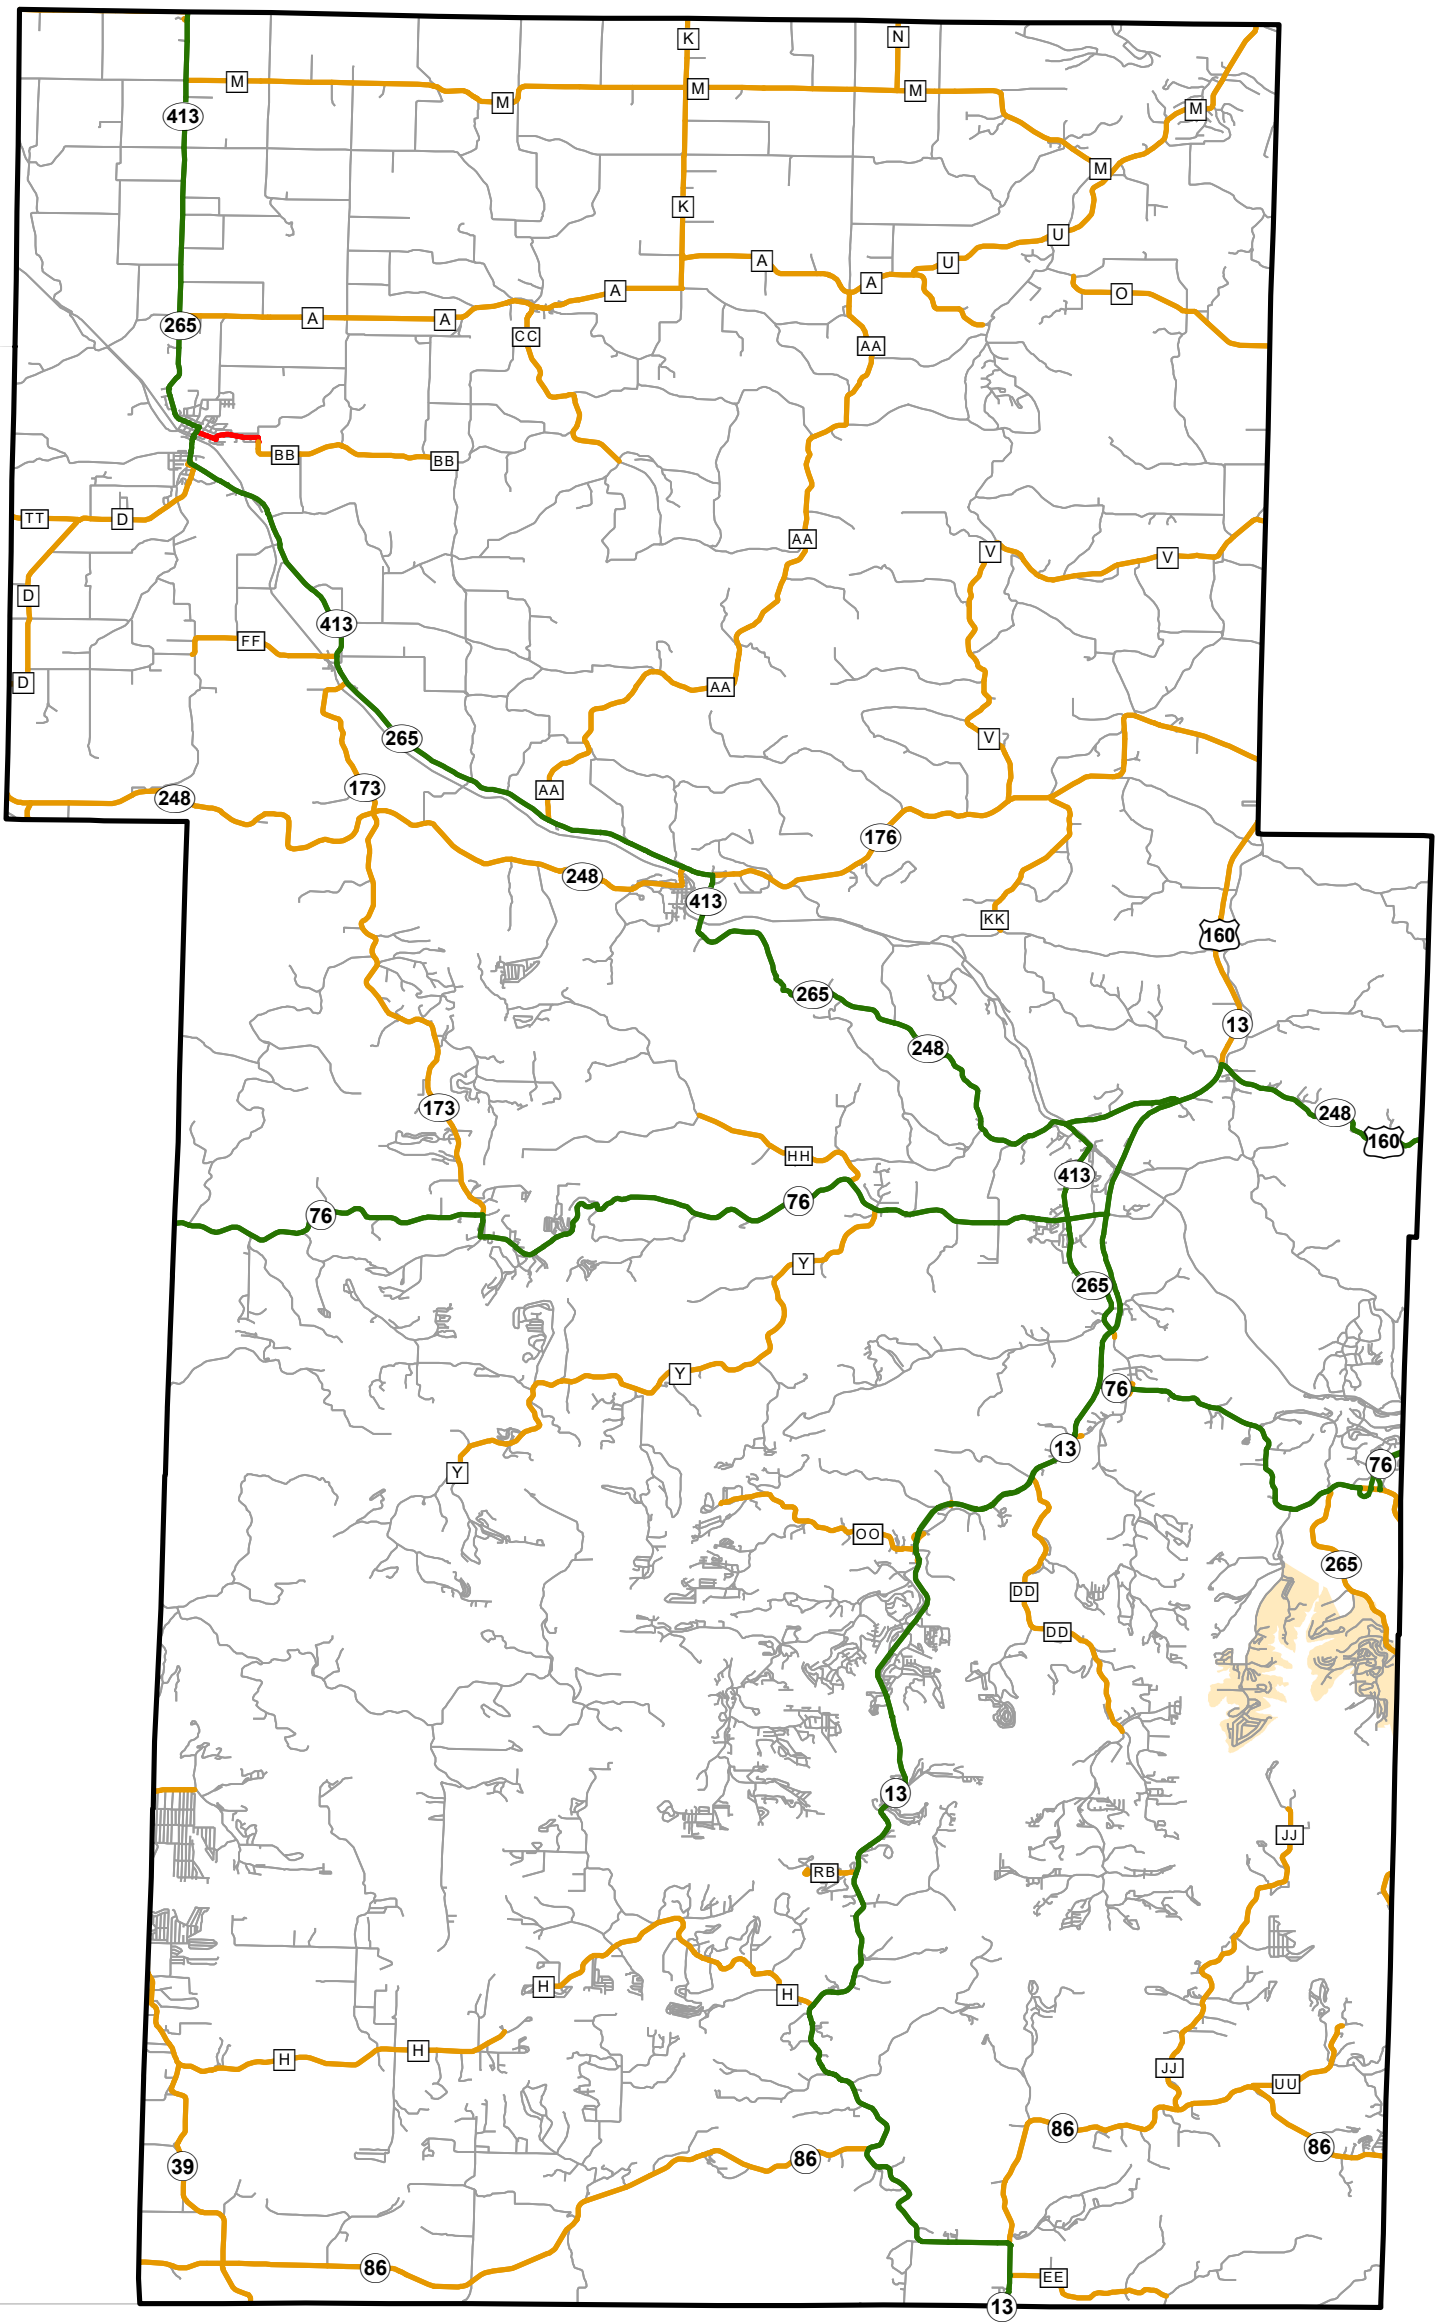 K
N
M
M
M
M
M
413
M
K
U
A
U
A
O
A
A
265
A
CC
AA
BB
BB
TT
D
AA
V
V
D
413
FF
D
AA
265
V
173
AA
248
176
248
413
KK
160
265
13
248
173
248
160
HH
413
76
76
Y
265
Y
76
13
76
Y
OO
265
DD
DD
13
JJ
RB
H
H
H
H
JJ
UU
86
86
86
39
86
EE
13